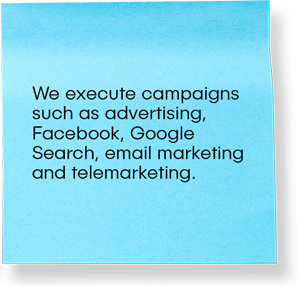 We execute campaigns
such as advertising,
Facebook, Google
Search, email marketing
and telemarketing.